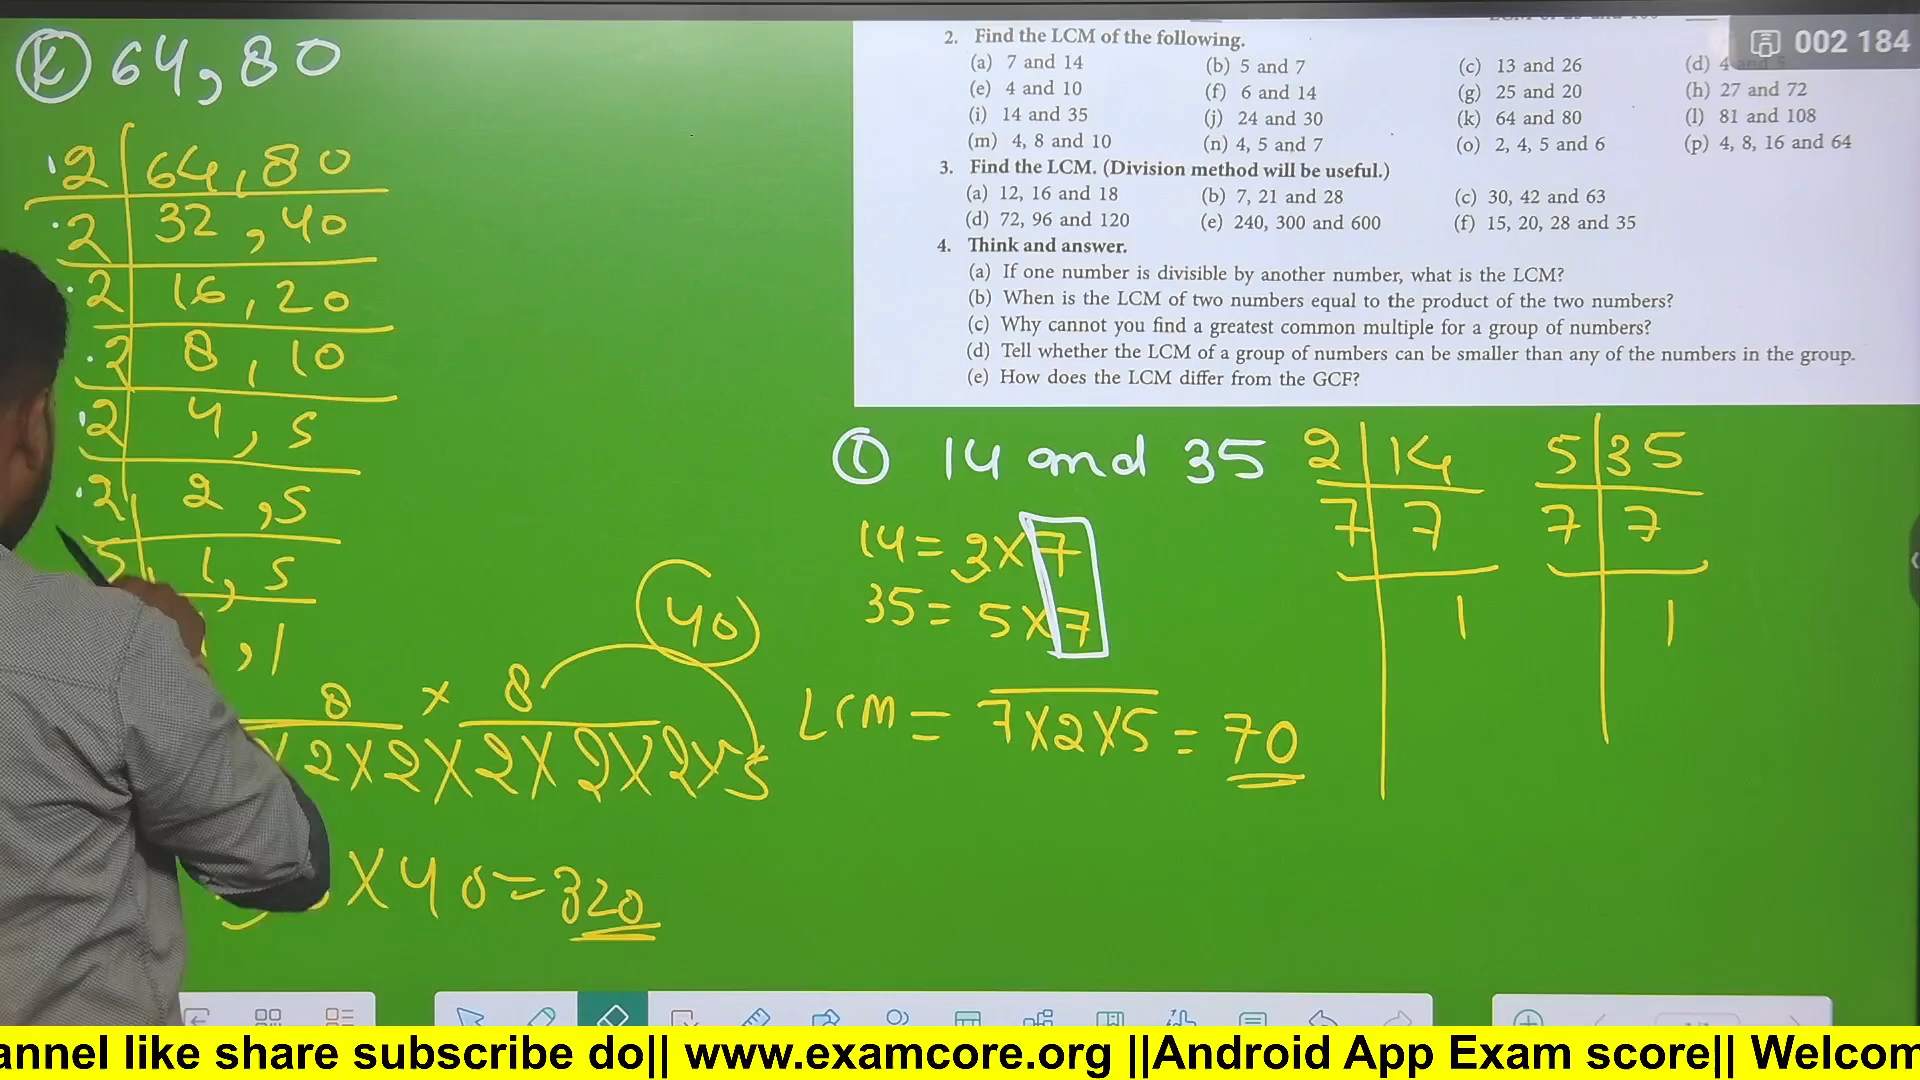 (K) 64, 80
2 | 64, 80
2 | 32, 40
2 | 16, 20
2 | 8, 10
2 | 4, 5
2 | 2, 5
5 | 1, 5
, 1
8 × 8
40
2×2×2×2×2×5
×40=320
002 184
2. Find the LCM of the following.
(a) 7 and 14 (b) 5 and 7 (c) 13 and 26 (d) 4
(e) 4 and 10 (f) 6 and 14 (g) 25 and 20 (h) 27 and 72
(i) 14 and 35 (j) 24 and 30 (k) 64 and 80 (l) 81 and 108
(m) 4, 8 and 10 (n) 4, 5 and 7 (o) 2, 4, 5 and 6 (p) 4, 8, 16 and 64
3. Find the LCM. (Division method will be useful.)
(a) 12, 16 and 18 (b) 7, 21 and 28 (c) 30, 42 and 63
(d) 72, 96 and 120 (e) 240, 300 and 600 (f) 15, 20, 28 and 35
4. Think and answer.
(a) If one number is divisible by another number, what is the LCM?
(b) When is the LCM of two numbers equal to the product of the two numbers?
(c) Why cannot you find a greatest common multiple for a group of numbers?
(d) Tell whether the LCM of a group of numbers can be smaller than any of the numbers in the group.
(e) How does the LCM differ from the GCF?
14 and 35
14=2×7
35=5×7
LCM = 7×2×5 = 70
2 | 14
7 | 7
1
5 | 35
7 | 7
1
annel like share subscribe do|| www.examcore.org ||Android App Exam score|| Welcom